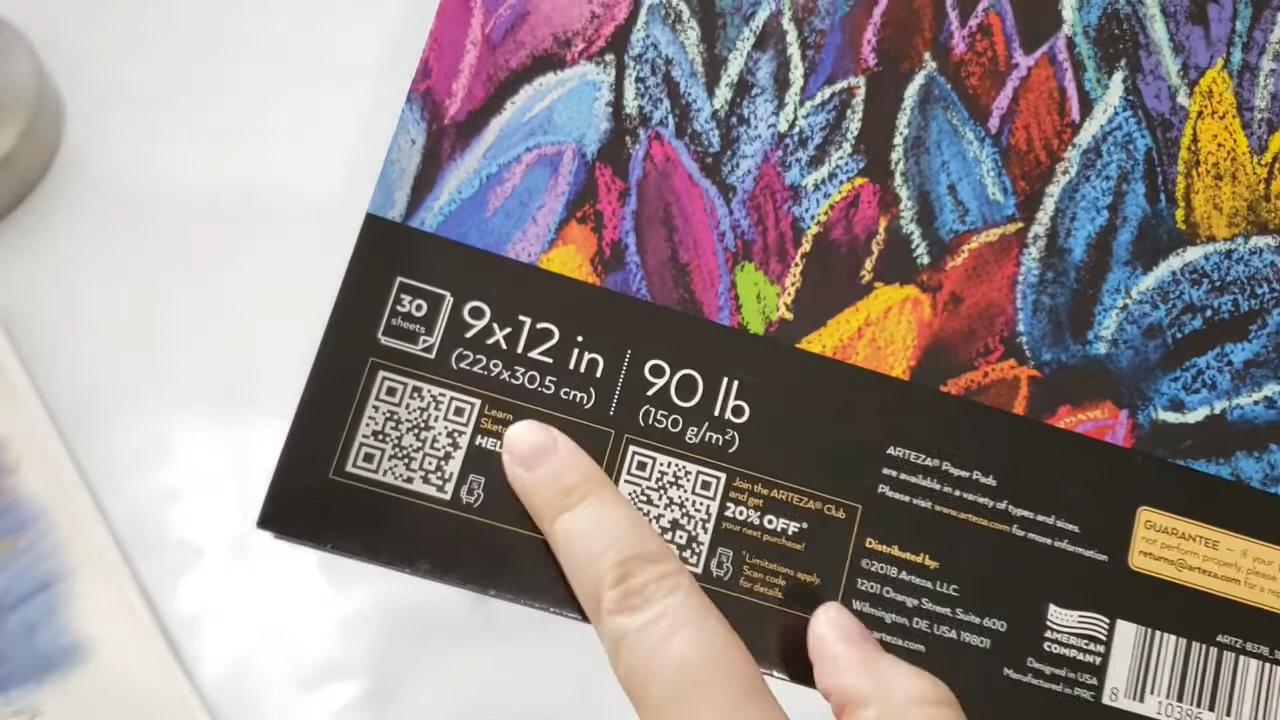 30
sheets
9x12 in
(22.9x30.5 cm)
90 lb
(150 g/m²)
Learn
Join the ARTEZA® Club
and get
20% OFF*
your next purchase!
*Limitations apply.
Scan code
for details.
ARTEZA® Paper Pads
are available in a variety of types and sizes.
Please visit www.arteza.com for more information
Distributed by:
©2018 Arteza, LLC.
1201 Orange Street, Suite 600
Wilmington, DE, USA 19801
arteza.com
AMERICAN
COMPANY
Designed in USA
Manufactured in PRC
GUARANTEE – if your
not perform properly, please
returns@arteza.com for a
8